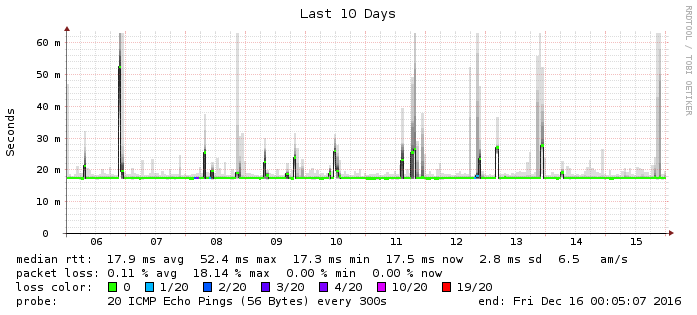 Last 10 Days
RRDTOOL / TOBI OETIKER
Seconds
60 m
50 m
40 m
30 m
20 m
10 m
0
06 07 08 09 10 11 12 13 14 15
median rtt: 17.9 ms avg 52.4 ms max 17.3 ms min 17.5 ms now 2.8 ms sd 6.5 am/s
packet loss: 0.11 % avg 18.14 % max 0.00 % min 0.00 % now
loss color: 0 1/20 2/20 3/20 4/20 10/20 19/20
probe: 20 ICMP Echo Pings (56 Bytes) every 300s end: Fri Dec 16 00:05:07 2016